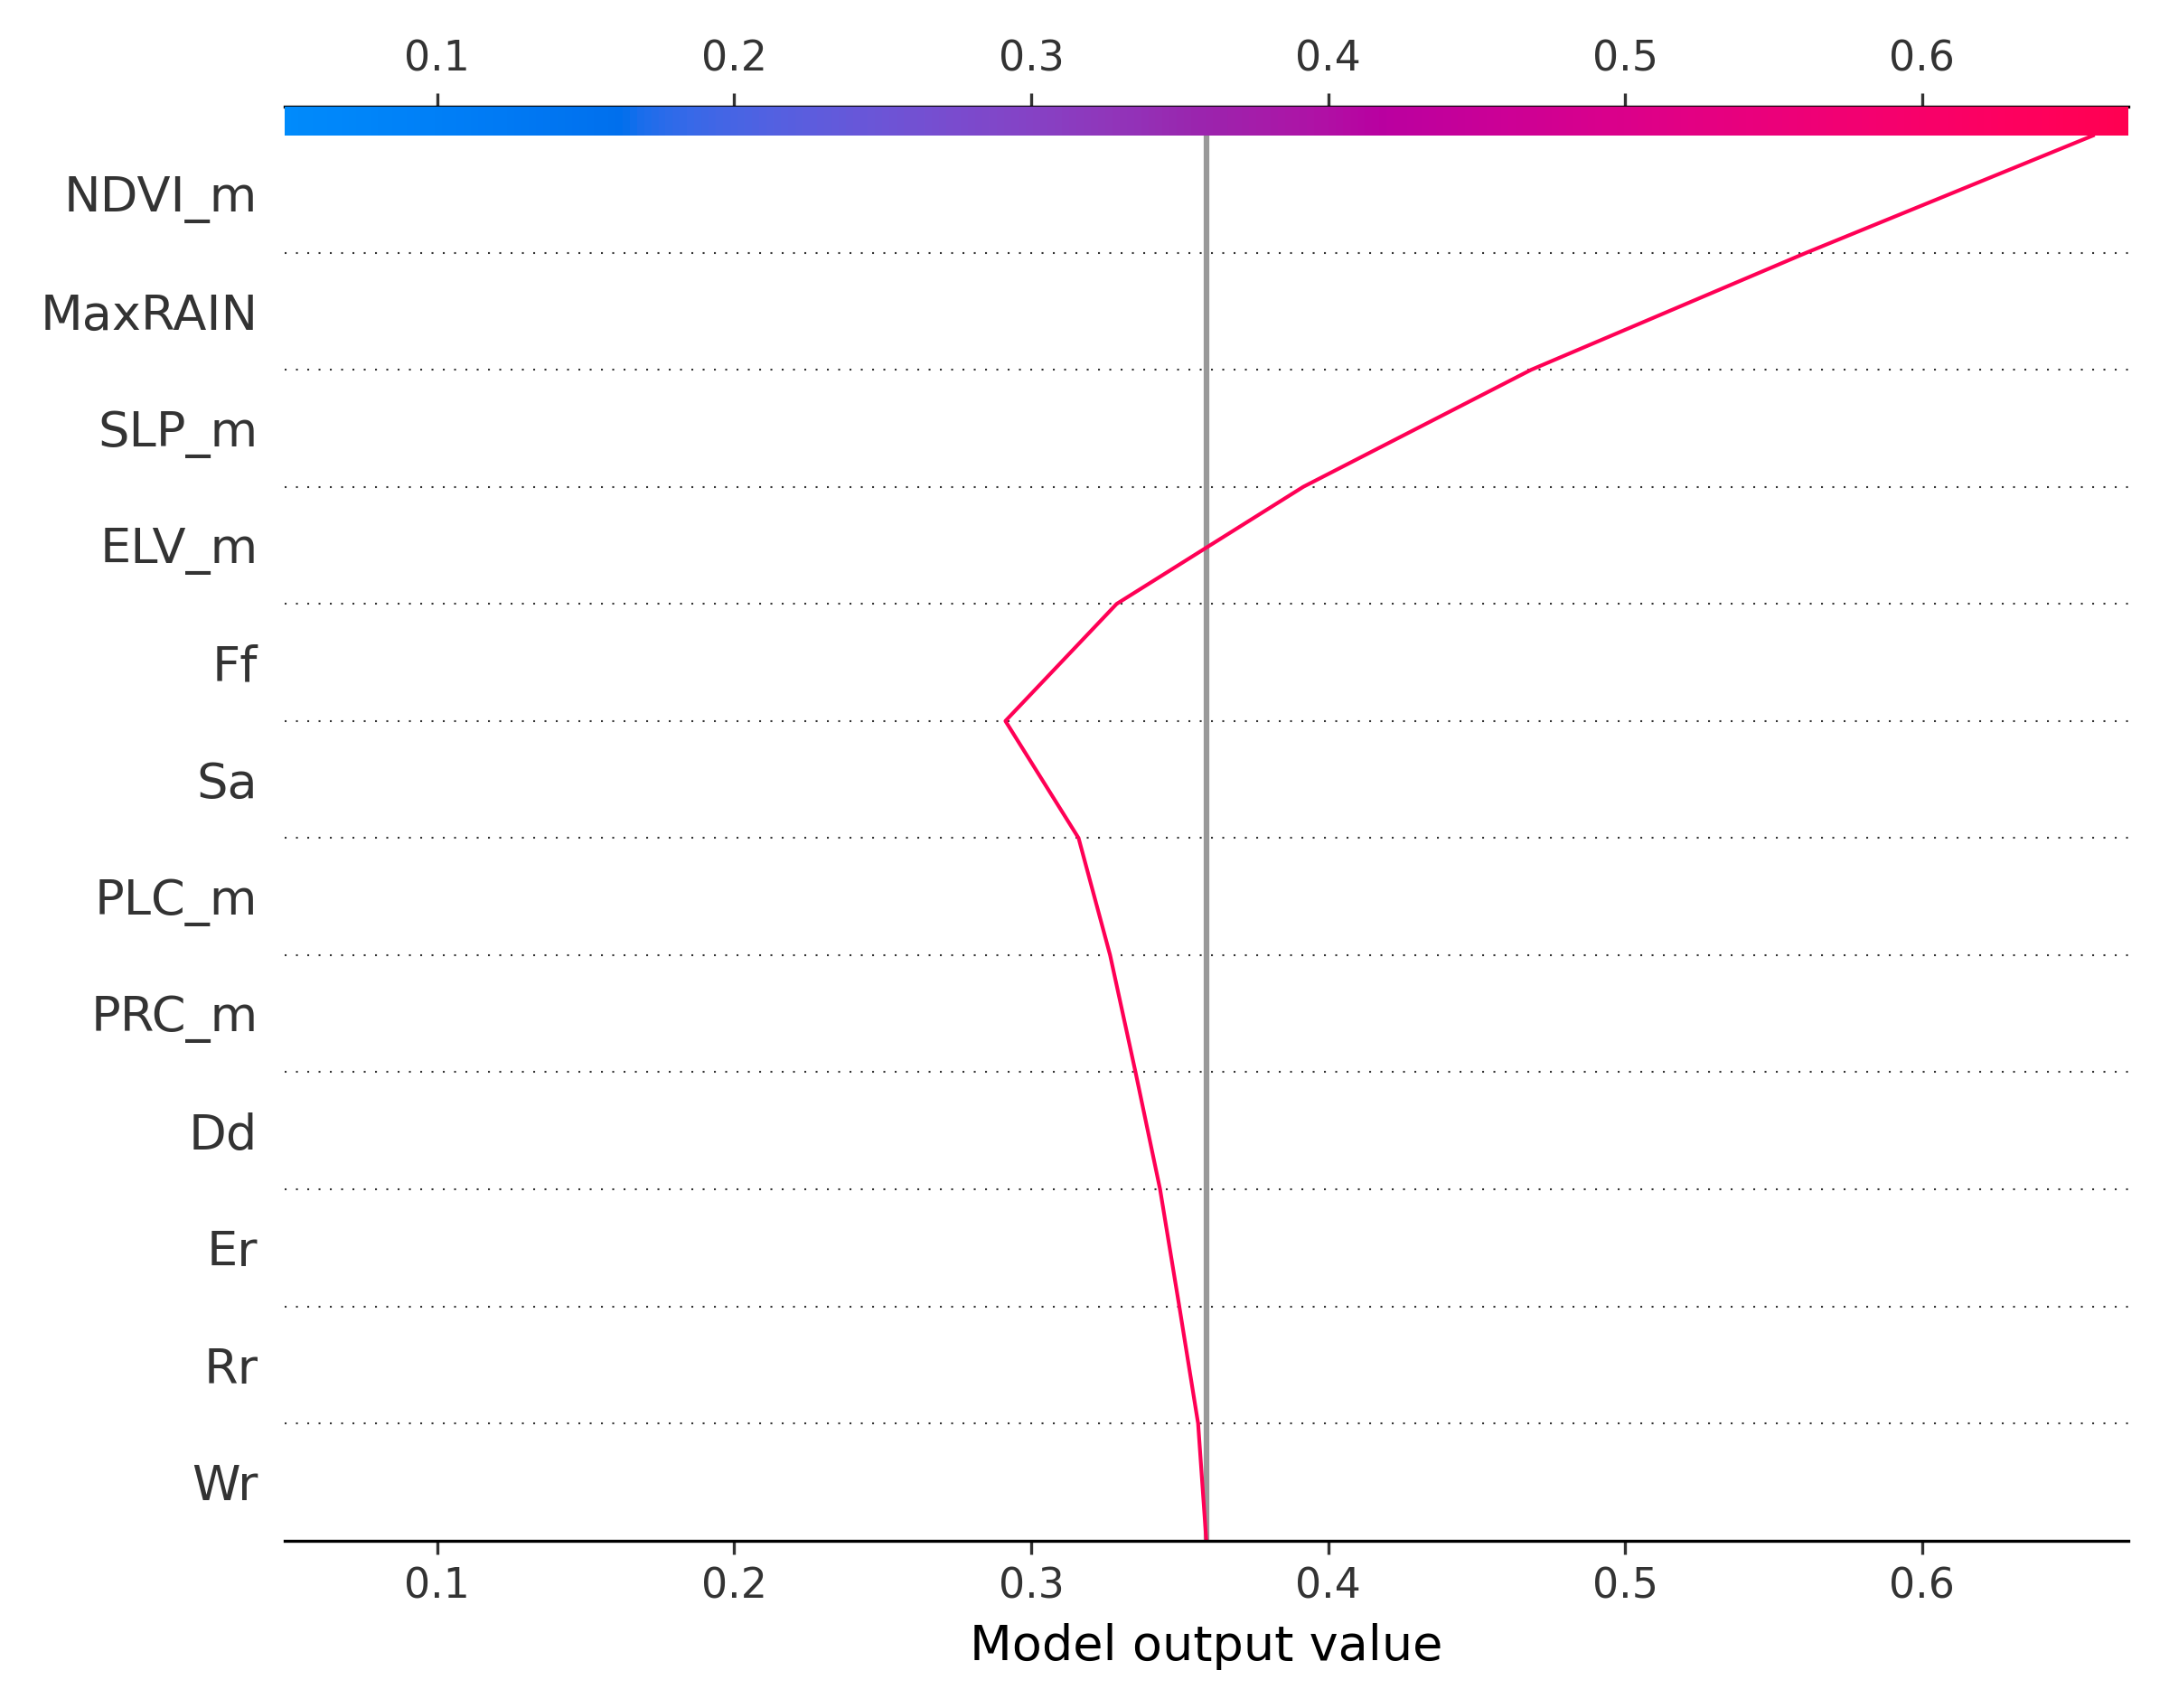 0.1 0.2 0.3 0.4 0.5 0.6
NDVI_m
MaxRAIN
SLP_m
ELV_m
Ff
Sa
PLC_m
PRC_m
Dd
Er
Rr
Wr
0.1 0.2 0.3 0.4 0.5 0.6
Model output value